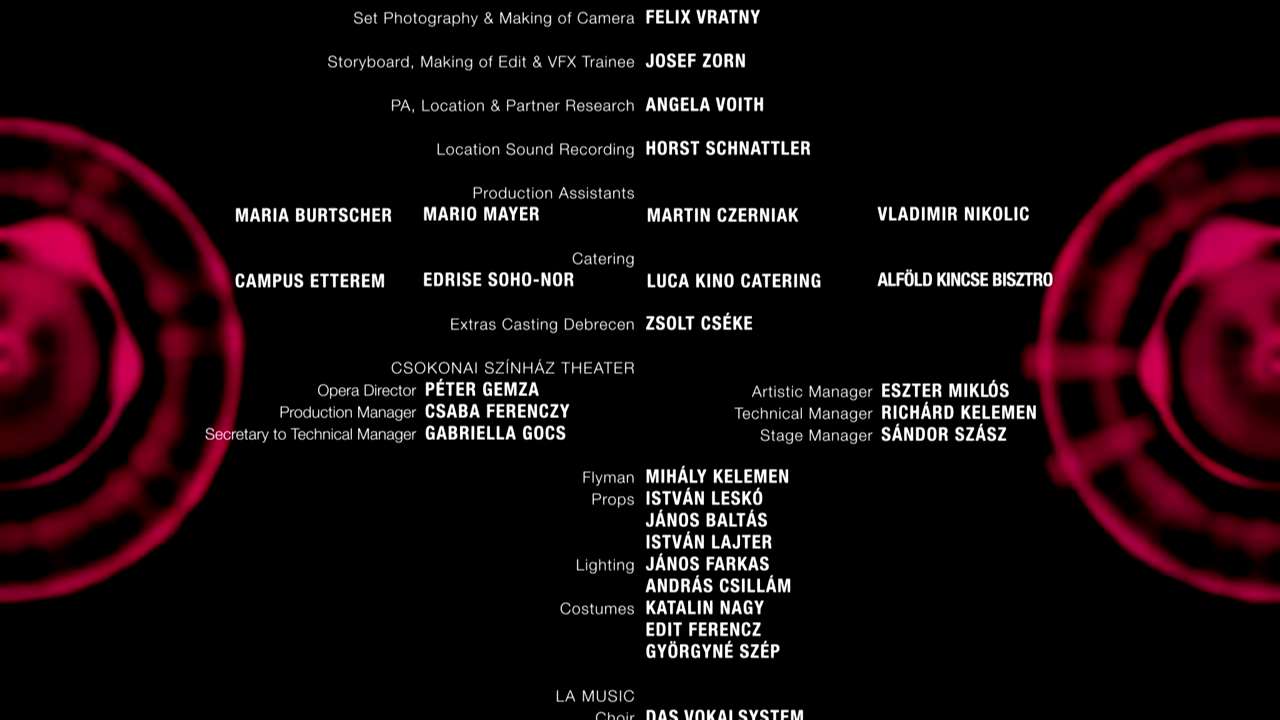 Set Photography & Making of Camera FELIX VRATNY
Storyboard, Making of Edit & VFX Trainee JOSEF ZORN
PA, Location & Partner Research ANGELA VOITH
Location Sound Recording HORST SCHNATTLER
Production Assistants
MARIA BURTSCHER MARIO MAYER MARTIN CZERNIAK VLADIMIR NIKOLIC
Catering
CAMPUS ETTEREM EDRISE SOHO-NOR LUCA KINO CATERING ALFÖLD KINCSE BISZTRO
Extras Casting Debrecen ZSOLT CSÉKE
CSOKONAI SZÍNHÁZ THEATER
Opera Director PÉTER GEMZA Artistic Manager ESZTER MIKLÓS
Production Manager CSABA FERENCZY Technical Manager RICHÁRD KELEMEN
Secretary to Technical Manager GABRIELLA GOCS Stage Manager SÁNDOR SZÁSZ
Flyman MIHÁLY KELEMEN
Props ISTVÁN LESKÓ
JÁNOS BALTÁS
ISTVÁN LAJTER
Lighting JÁNOS FARKAS
ANDRÁS CSILLÁM
Costumes KATALIN NAGY
EDIT FERENCZ
GYÖRGYNÉ SZÉP
LA MUSIC
Choir DAS VOKALSYSTEM